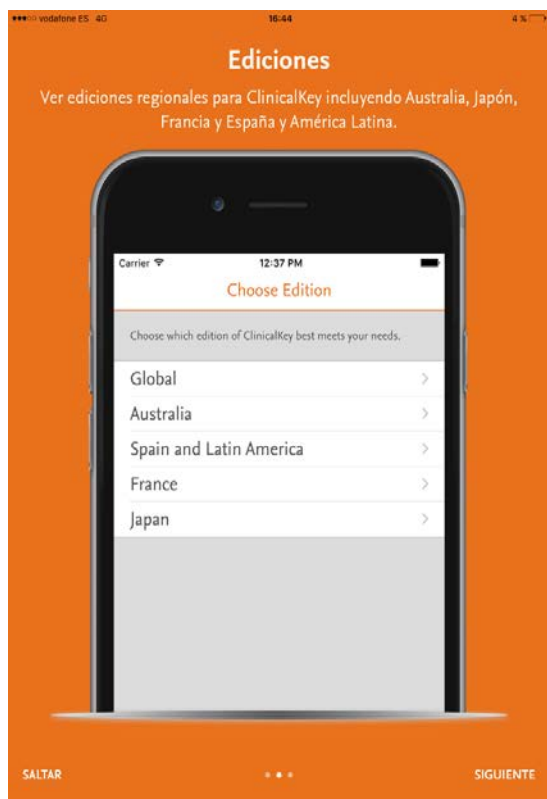 vodafone ES 4G 16:44 4 %
Ediciones
Ver ediciones regionales para ClinicalKey incluyendo Australia, Japón,
Francia y España y América Latina.
Carrier 12:37 PM
Choose Edition
Choose which edition of ClinicalKey best meets your needs.
Global
Australia
Spain and Latin America
France
Japan
SALTAR SIGUIENTE